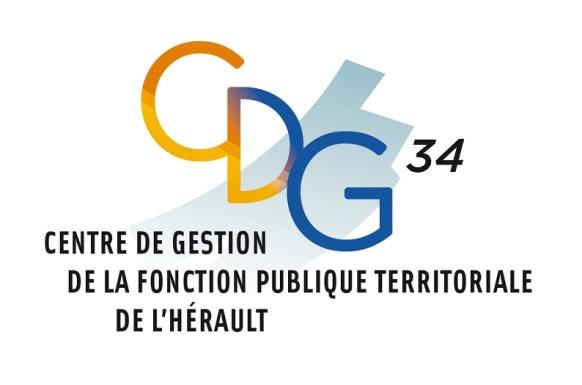 CDG 34
CENTRE DE GESTION
DE LA FONCTION PUBLIQUE TERRITORIALE
DE L'HÉRAULT